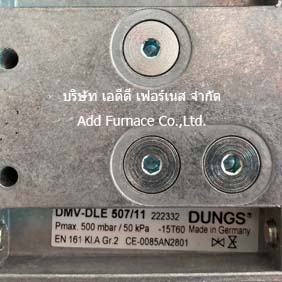 บริษัท เอดีดี เฟอร์เนส จำกัด
Add Furnace Co.,Ltd.
DMV-DLE 507/11 222332 DUNGS®
Pmax. 500 mbar / 50 kPa -15T60 Made in Germany
EN 161 Kl.A Gr.2 CE-0085AN2801